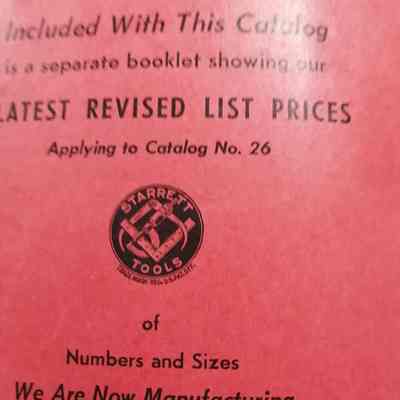 Included With This Catalog
is a separate booklet showing our
LATEST REVISED LIST PRICES
Applying to Catalog No. 26
STARRETT
TOOLS
of
Numbers and Sizes
We Are Now Manufacturing